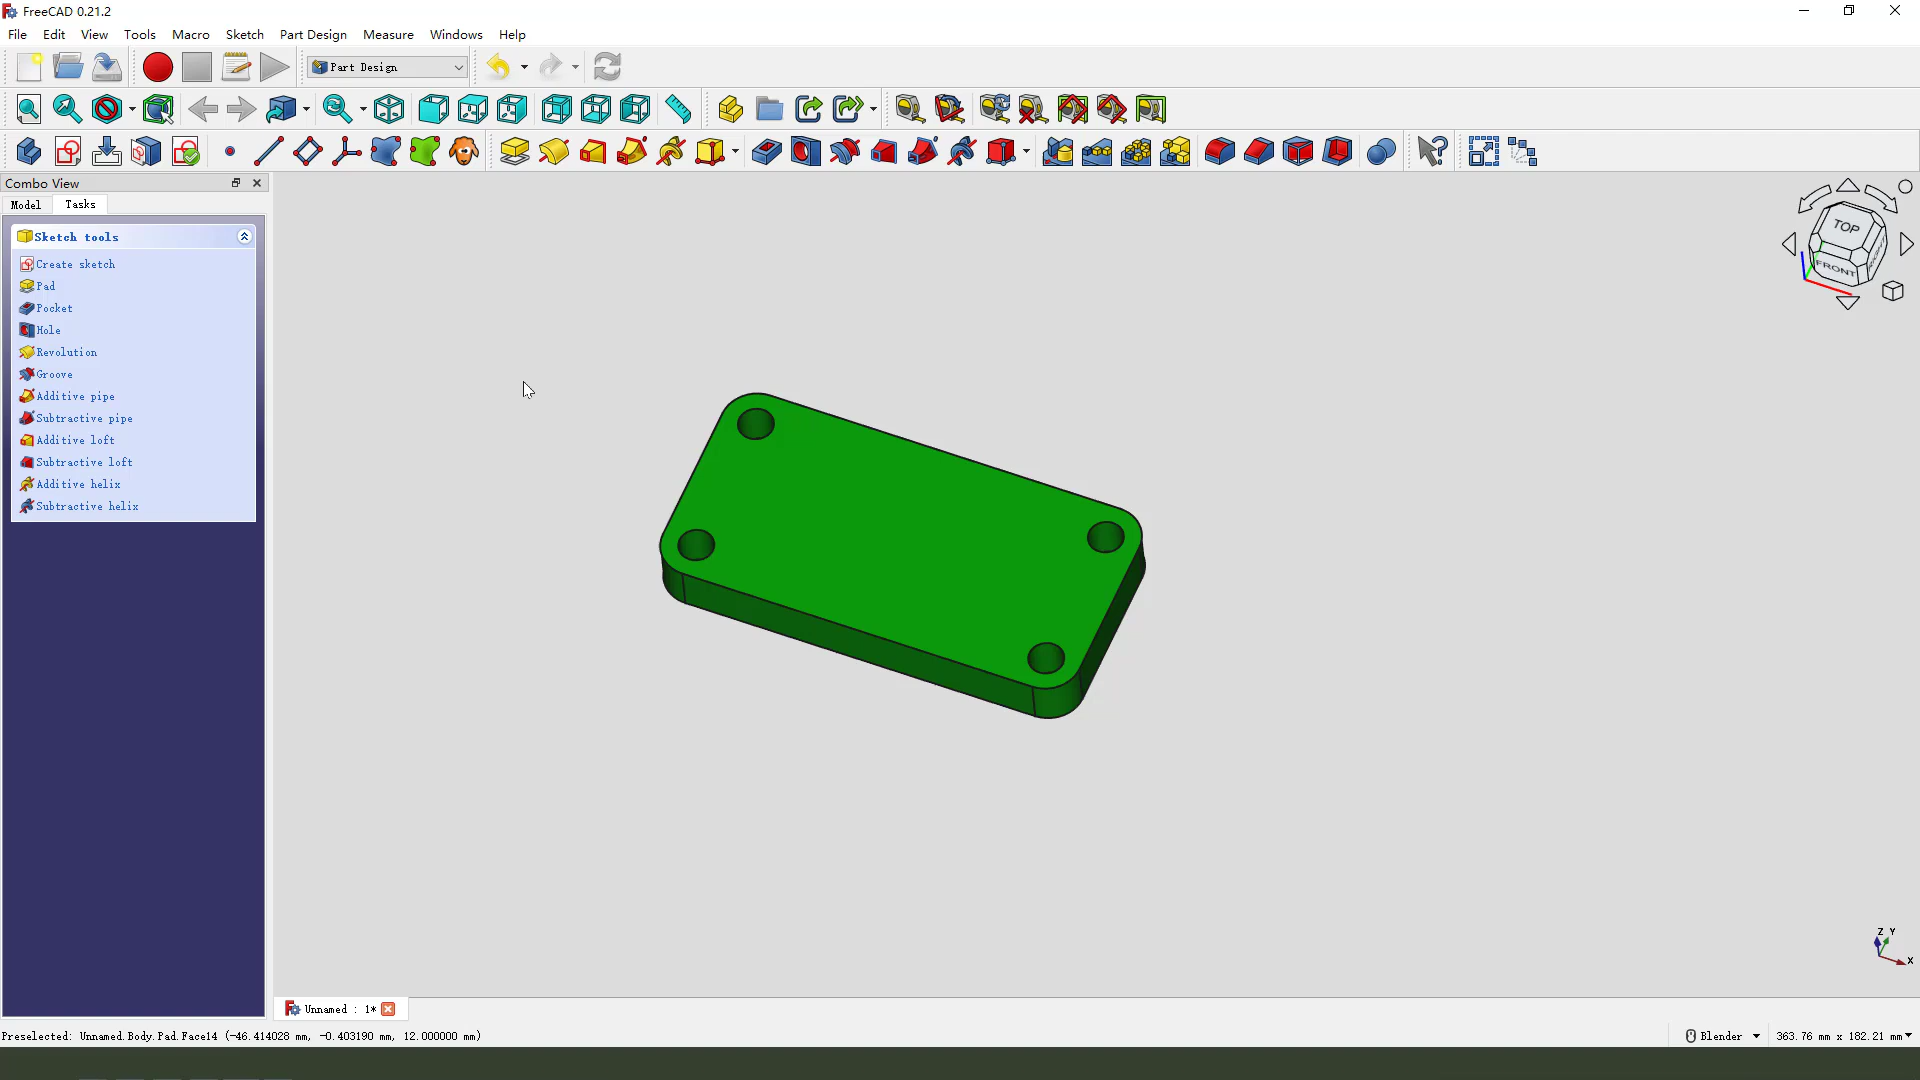 FreeCAD 0.21.2
File Edit View Tools Macro Sketch Part Design Measure Windows Help
Part Design
Combo View
Model Tasks
Sketch tools
Create sketch
Pad
Pocket
Hole
Revolution
Groove
Additive pipe
Subtractive pipe
Additive loft
Subtractive loft
Additive helix
Subtractive helix
TOP
FRONT
Z Y
X
Unnamed : 1*
Preselected: Unnamed.Body.Pad.Face14 (-46.414028 mm, -0.403190 mm, 12.000000 mm)
Blender 363.76 mm x 182.21 mm